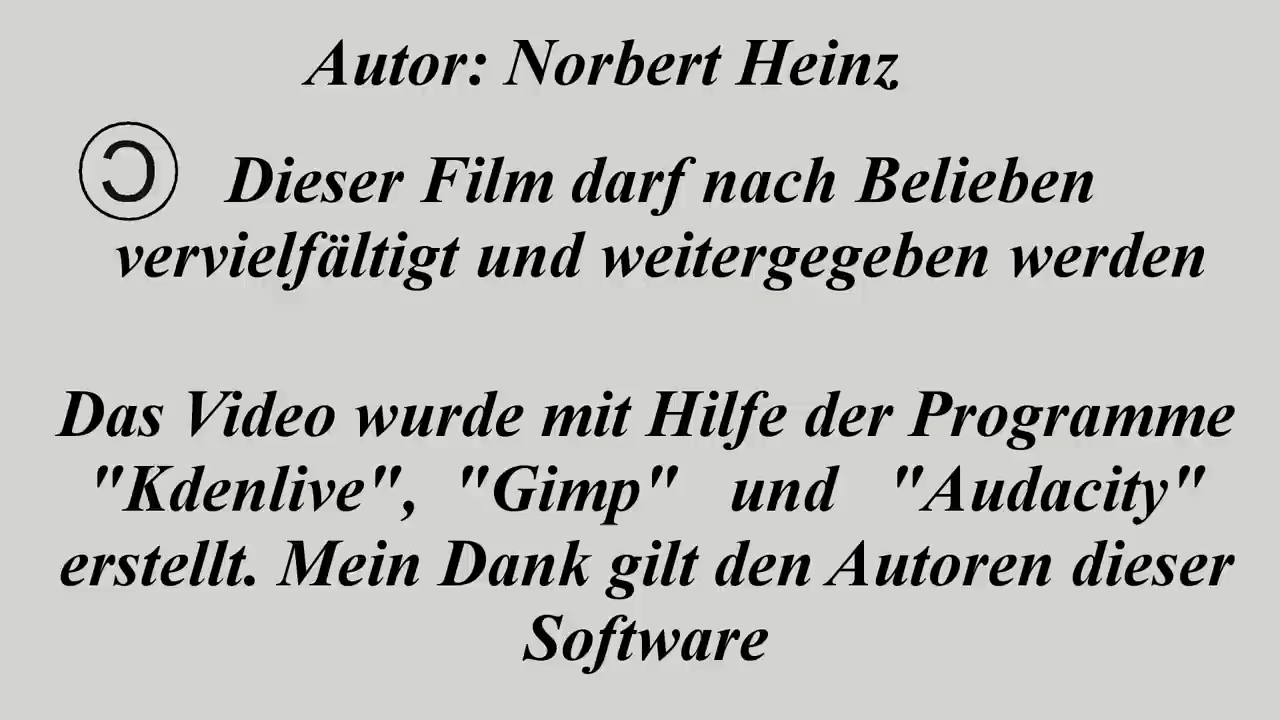 Autor: Norbert Heinz
Dieser Film darf nach Belieben
vervielfältigt und weitergegeben werden
Das Video wurde mit Hilfe der Programme
"Kdenlive", "Gimp" und "Audacity"
erstellt. Mein Dank gilt den Autoren dieser
Software